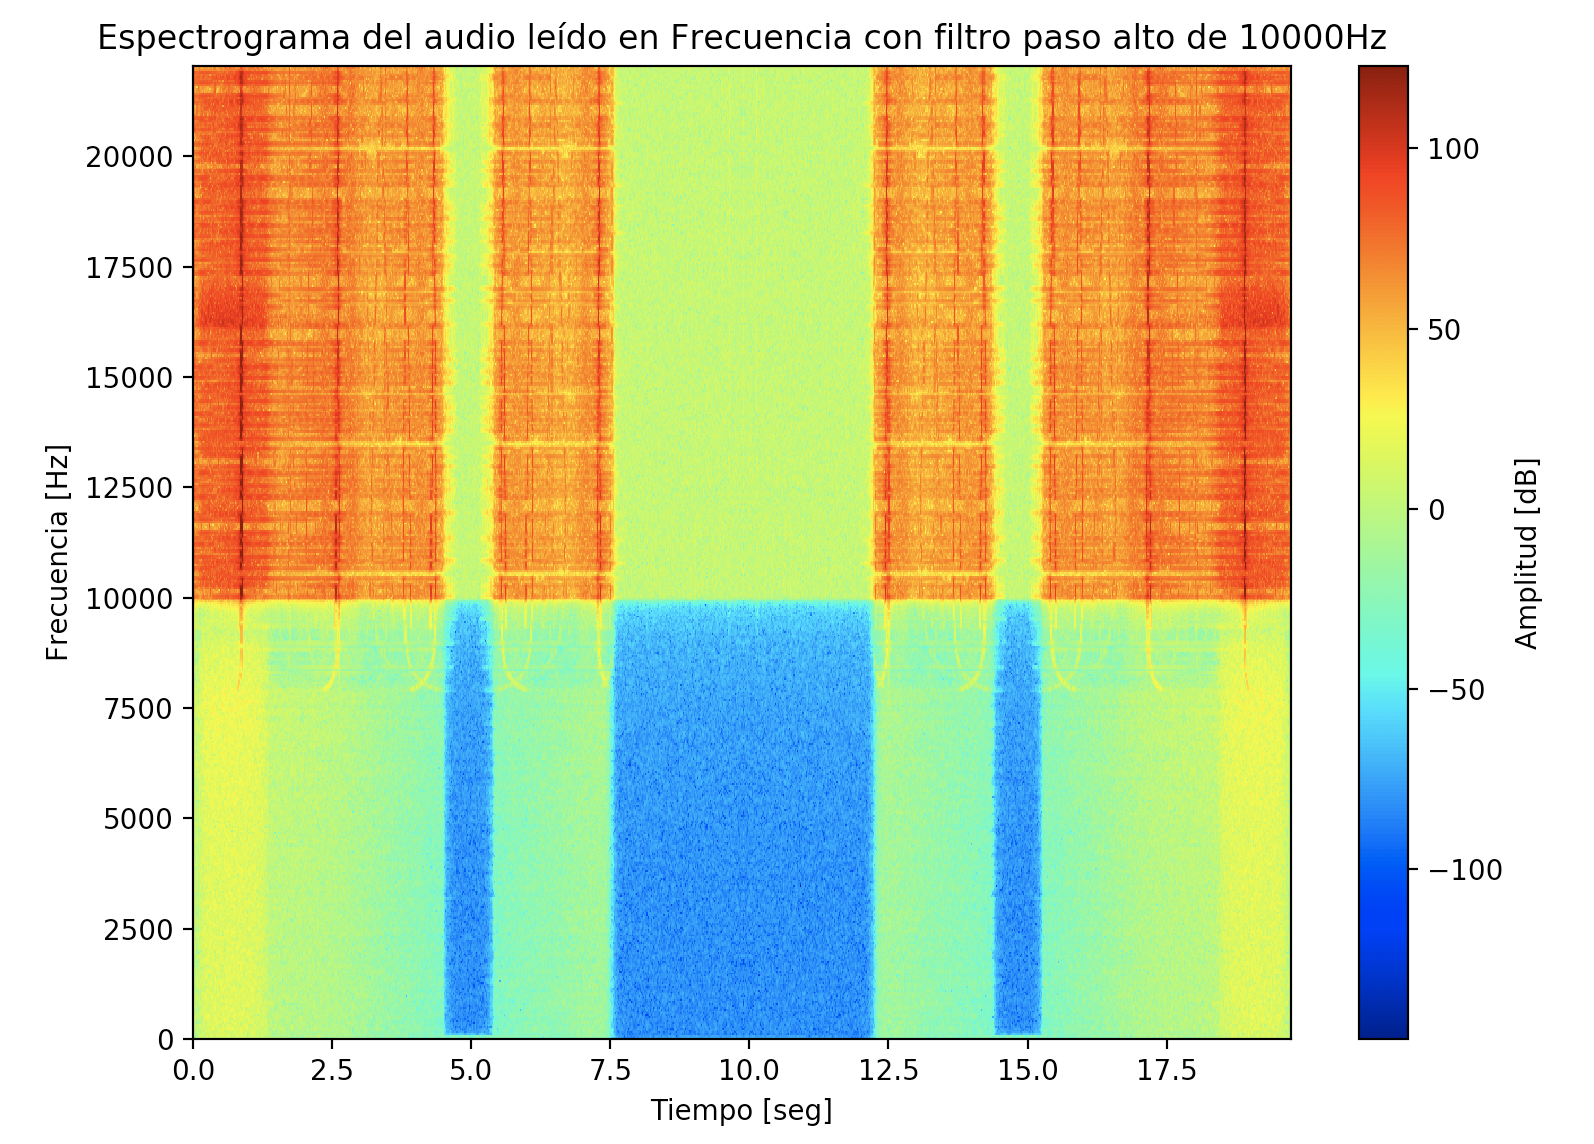 Espectrograma del audio leído en Frecuencia con filtro paso alto de 10000Hz
Frecuencia [Hz]
20000
17500
15000
12500
10000
7500
5000
2500
0
0.0 2.5 5.0 7.5 10.0 12.5 15.0 17.5
Tiempo [seg]
100
50
0
−50
−100
Amplitud [dB]